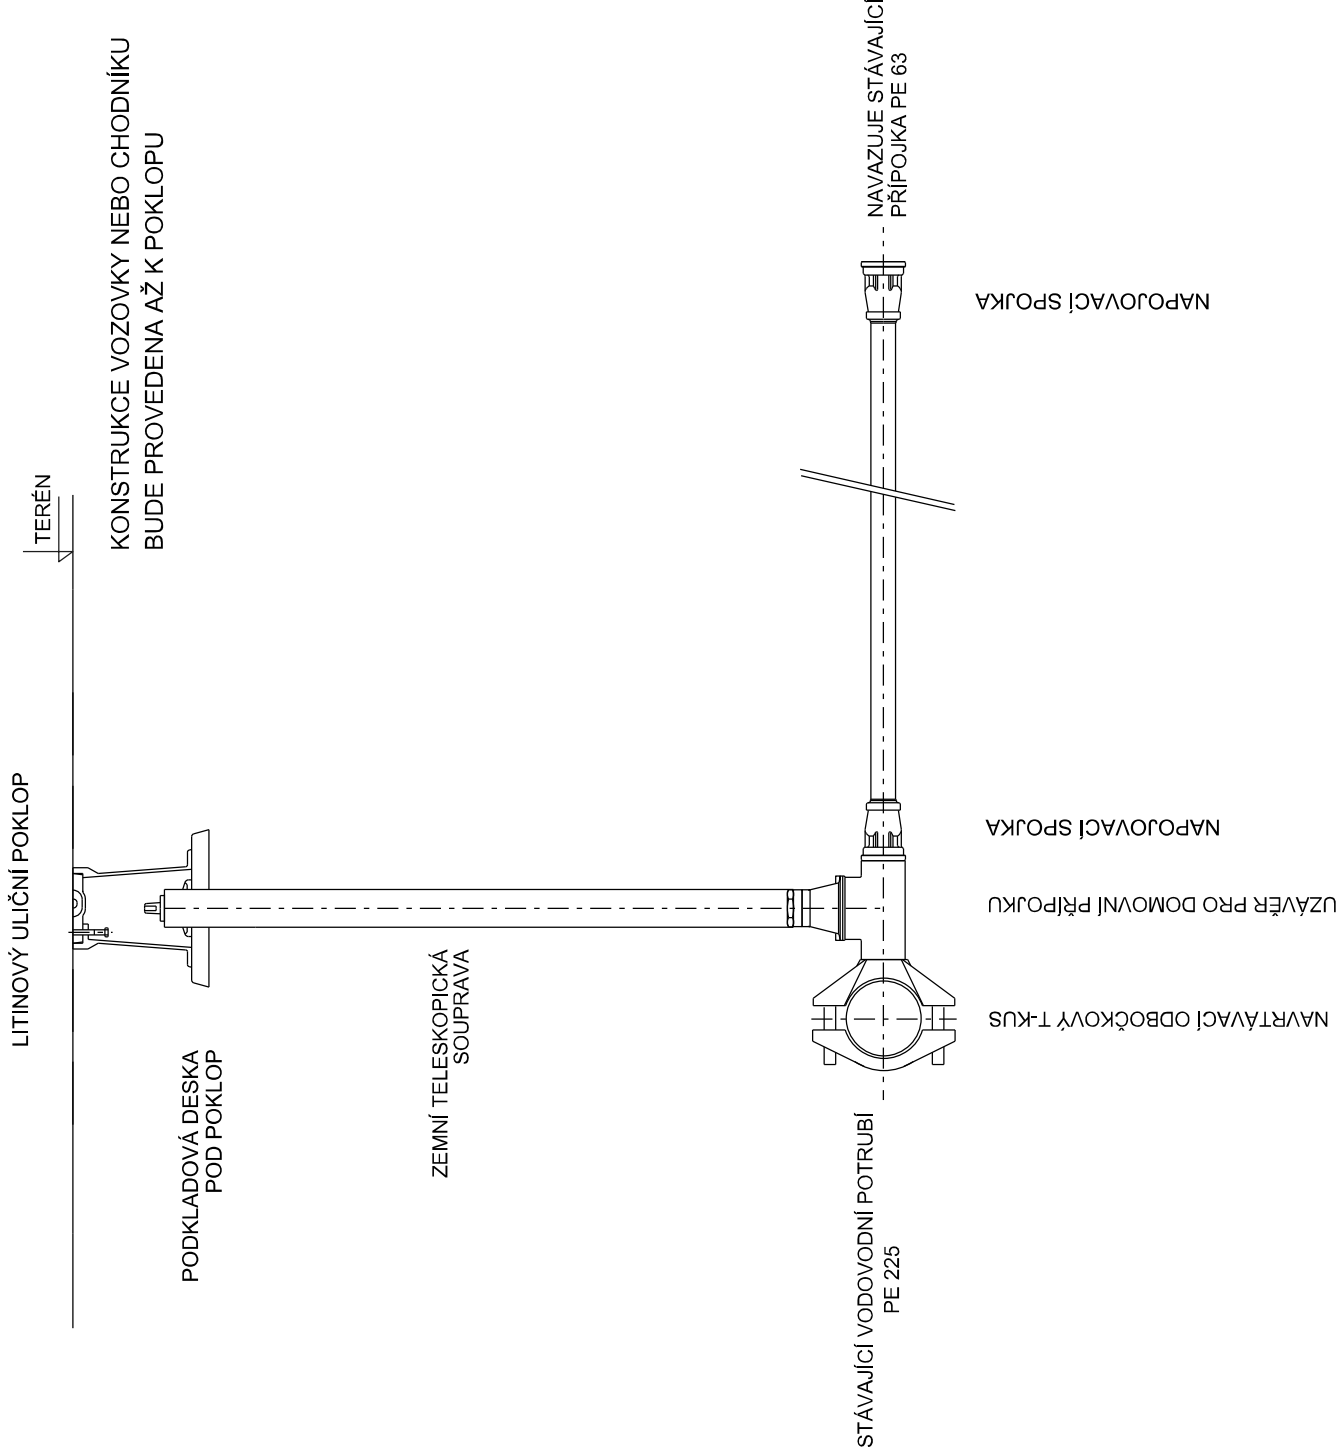 LITINOVÝ ULIČNÍ POKLOP
TERÉN
KONSTRUKCE VOZOVKY NEBO CHODNÍKU
BUDE PROVEDENA AŽ K POKLOPU
PODKLADOVÁ DESKA
POD POKLOP
ZEMNÍ TELESKOPICKÁ
SOUPRAVA
STÁVAJÍCÍ VODOVODNÍ POTRUBÍ
PE 225
NAVAZUJE STÁVAJÍCÍ
PŘÍPOJKA PE 63
NAVRTÁVACÍ ODBOČKOVÝ T-KUS
UZÁVĚR PRO DOMOVNÍ PŘÍPOJKU
NAPOJOVACÍ SPOJKA
NAPOJOVACÍ SPOJKA